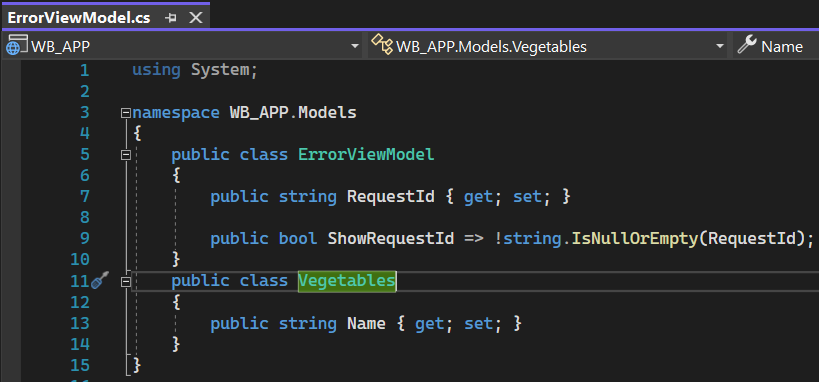 ErrorViewModel.cs
WB_APP WB_APP.Models.Vegetables Name
1 using System;
2
3 namespace WB_APP.Models
4 {
5 public class ErrorViewModel
6 {
7 public string RequestId { get; set; }
8
9 public bool ShowRequestId => !string.IsNullOrEmpty(RequestId);
10 }
11 public class Vegetables
12 {
13 public string Name { get; set; }
14 }
15 }